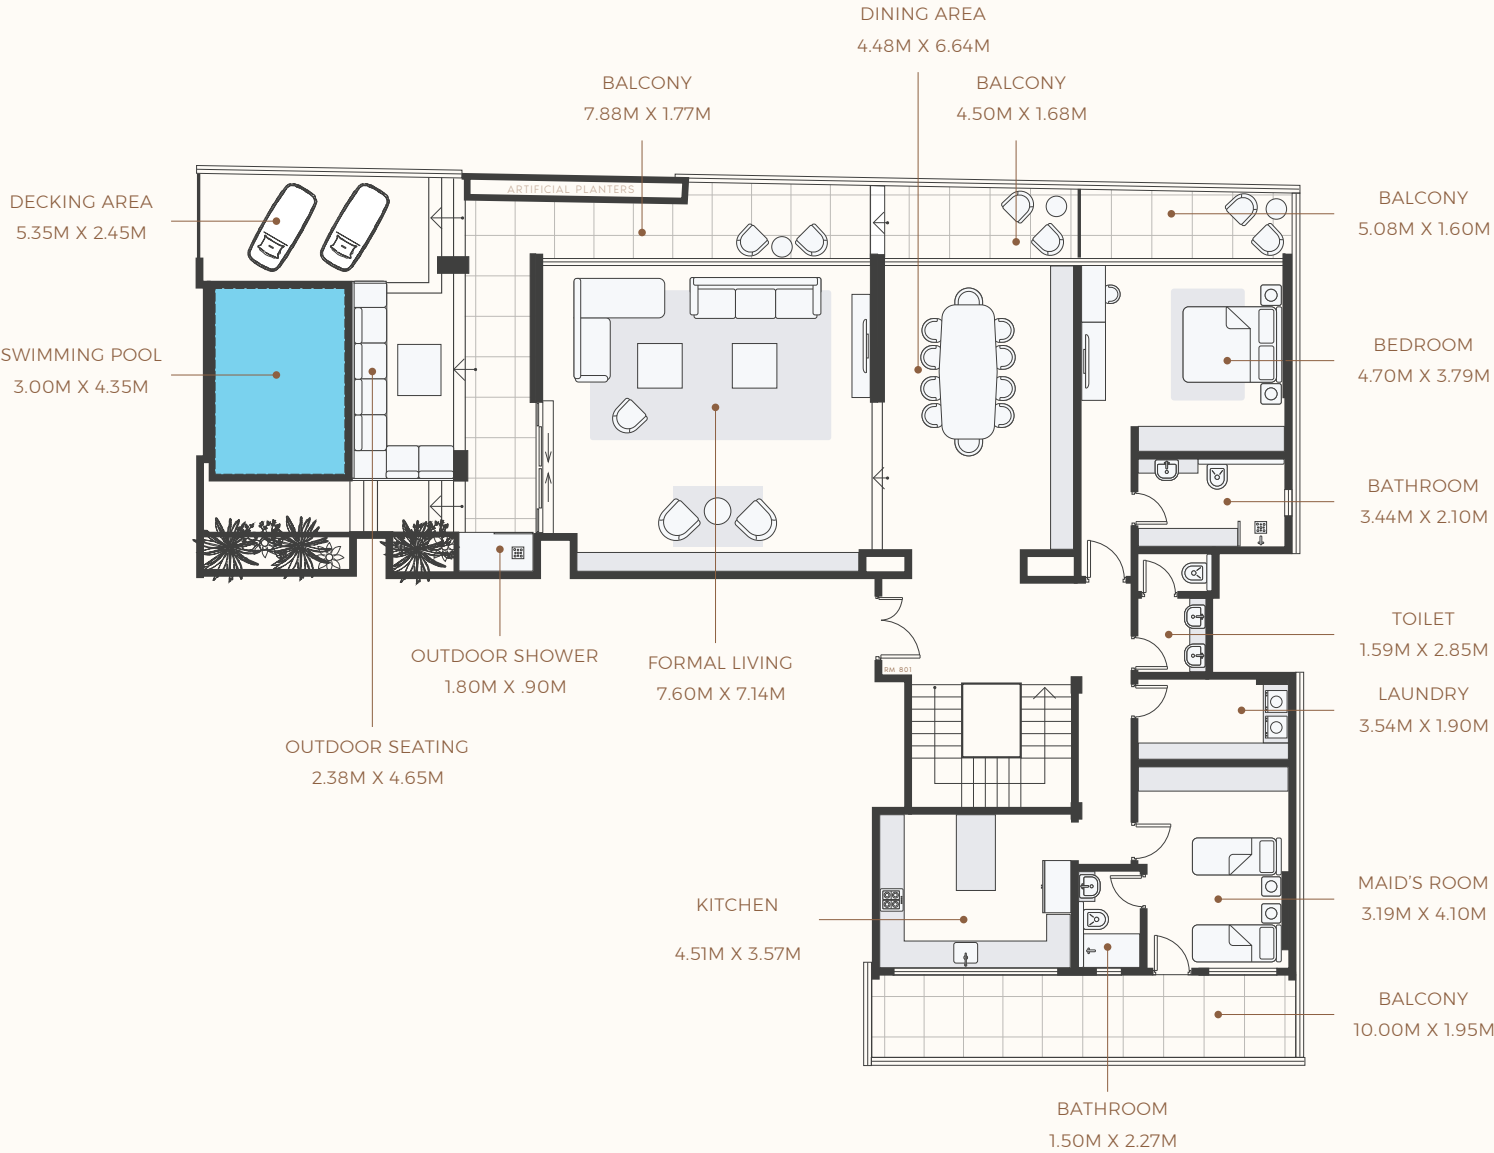 DINING AREA
4.48M X 6.64M
BALCONY
7.88M X 1.77M
BALCONY
4.50M X 1.68M
ARTIFICIAL PLANTERS
DECKING AREA
5.35M X 2.45M
BALCONY
5.08M X 1.60M
SWIMMING POOL
3.00M X 4.35M
BEDROOM
4.70M X 3.79M
BATHROOM
3.44M X 2.10M
TOILET
1.59M X 2.85M
OUTDOOR SHOWER
1.80M X .90M
FORMAL LIVING
7.60M X 7.14M
RM 801
LAUNDRY
3.54M X 1.90M
OUTDOOR SEATING
2.38M X 4.65M
MAID'S ROOM
3.19M X 4.10M
KITCHEN
4.51M X 3.57M
BALCONY
10.00M X 1.95M
BATHROOM
1.50M X 2.27M